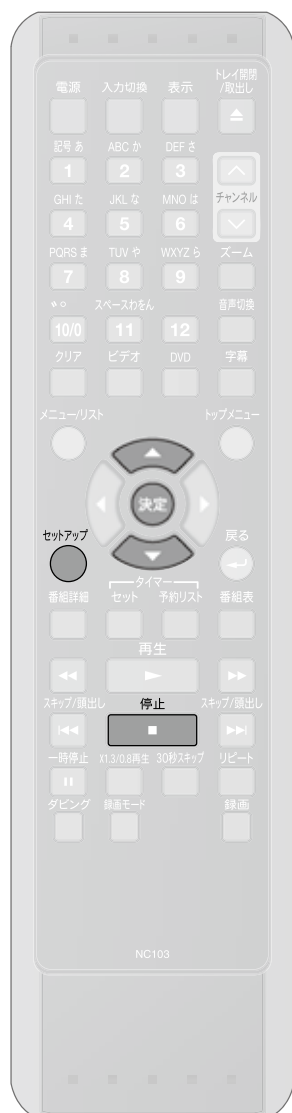 電源 入力切換 表示 トレイ開閉
/取出し
記号 あ ABC か DEF さ
1 2 3
GHI た JKL な MNO は チャンネル
4 5 6
PQRS ま TUV や WXYZ ら ズーム
7 8 9
゛゜ スペースわをん 音声切換
10/0 11 12
クリア ビデオ DVD 字幕
メニュー/リスト トップメニュー
決定
セットアップ 戻る
タイマー
番組詳細 セット 予約リスト 番組表
再生
スキップ/頭出し 停止 スキップ/頭出し
一時停止 X1.3/0.8再生 30秒スキップ リピート
ダビング 録画モード 録画
NC103